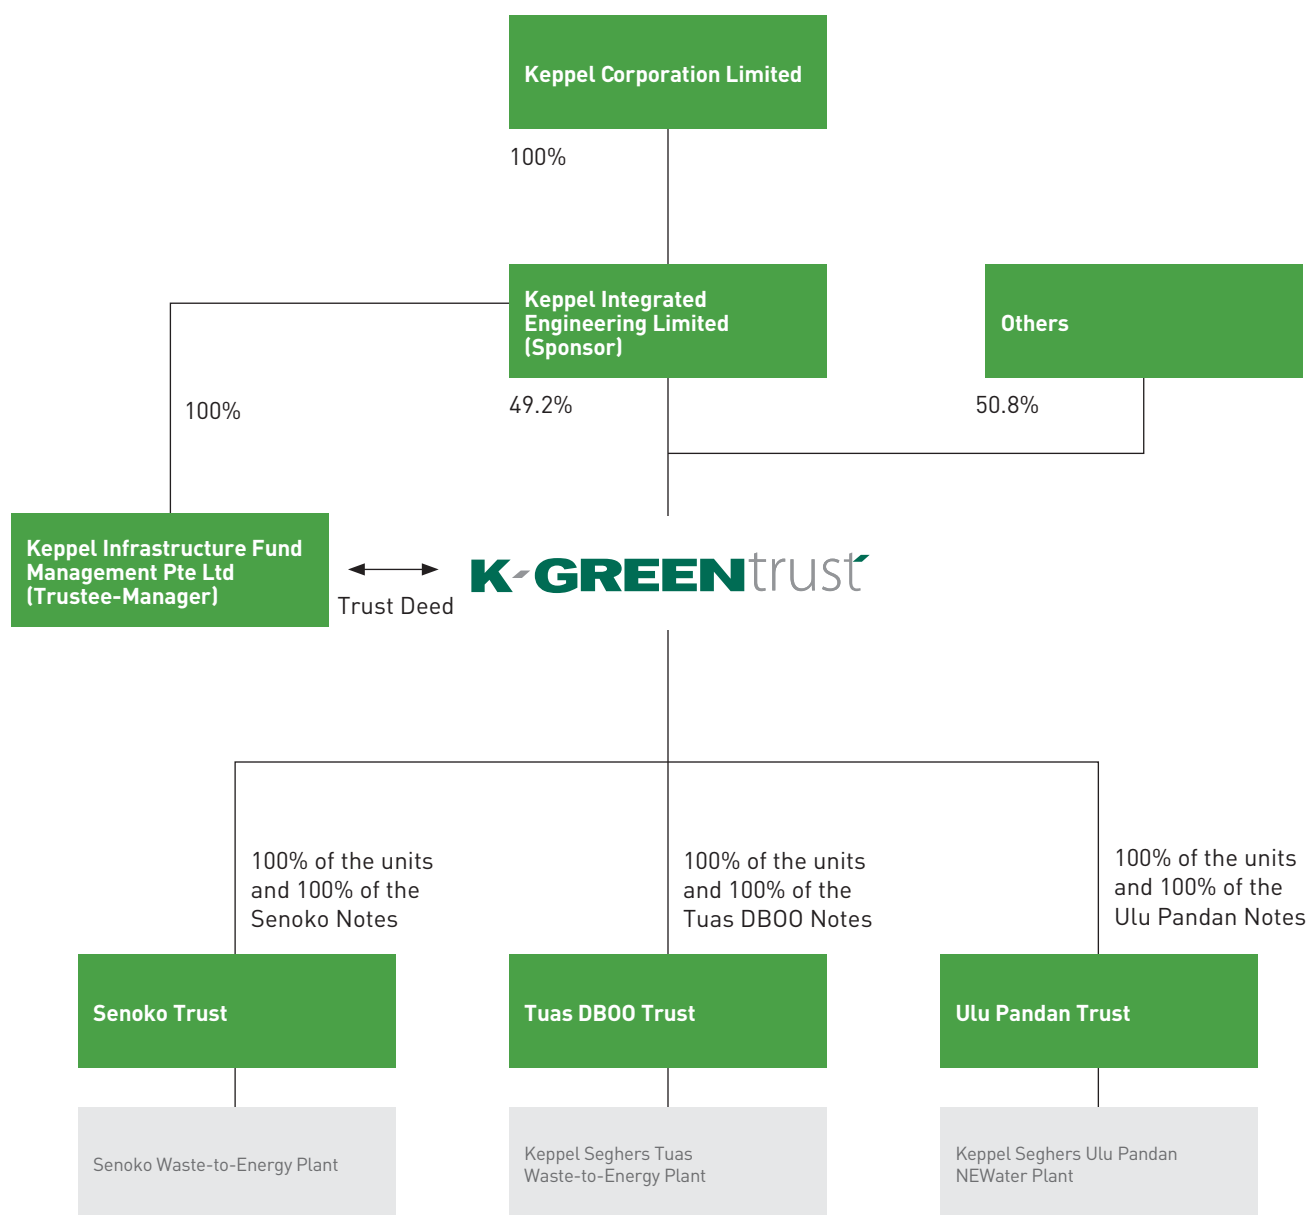 Keppel Corporation Limited
100%
Keppel Integrated
Engineering Limited
(Sponsor)
Others
100%
49.2%
50.8%
Keppel Infrastructure Fund
Management Pte Ltd
(Trustee-Manager)
Trust Deed
K-GREENtrust
100% of the units
and 100% of the
Senoko Notes
100% of the units
and 100% of the
Tuas DBOO Notes
100% of the units
and 100% of the
Ulu Pandan Notes
Senoko Trust
Tuas DBOO Trust
Ulu Pandan Trust
Senoko Waste-to-Energy Plant
Keppel Seghers Tuas
Waste-to-Energy Plant
Keppel Seghers Ulu Pandan
NEWater Plant